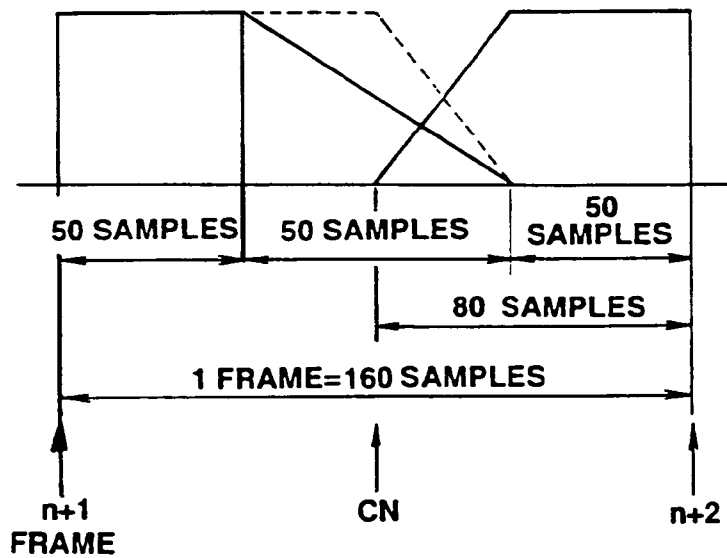 50 SAMPLES
50 SAMPLES
50
SAMPLES
80 SAMPLES
1 FRAME=160 SAMPLES
n+1
FRAME
CN
n+2